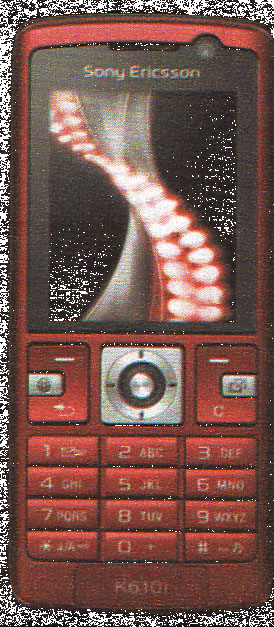 Sony Ericsson
C
1
2 ABC
3 DEF
4 GHI
5 JKL
6 MNO
7 PQRS
8 TUV
9 WXYZ
0 +
#
K610i